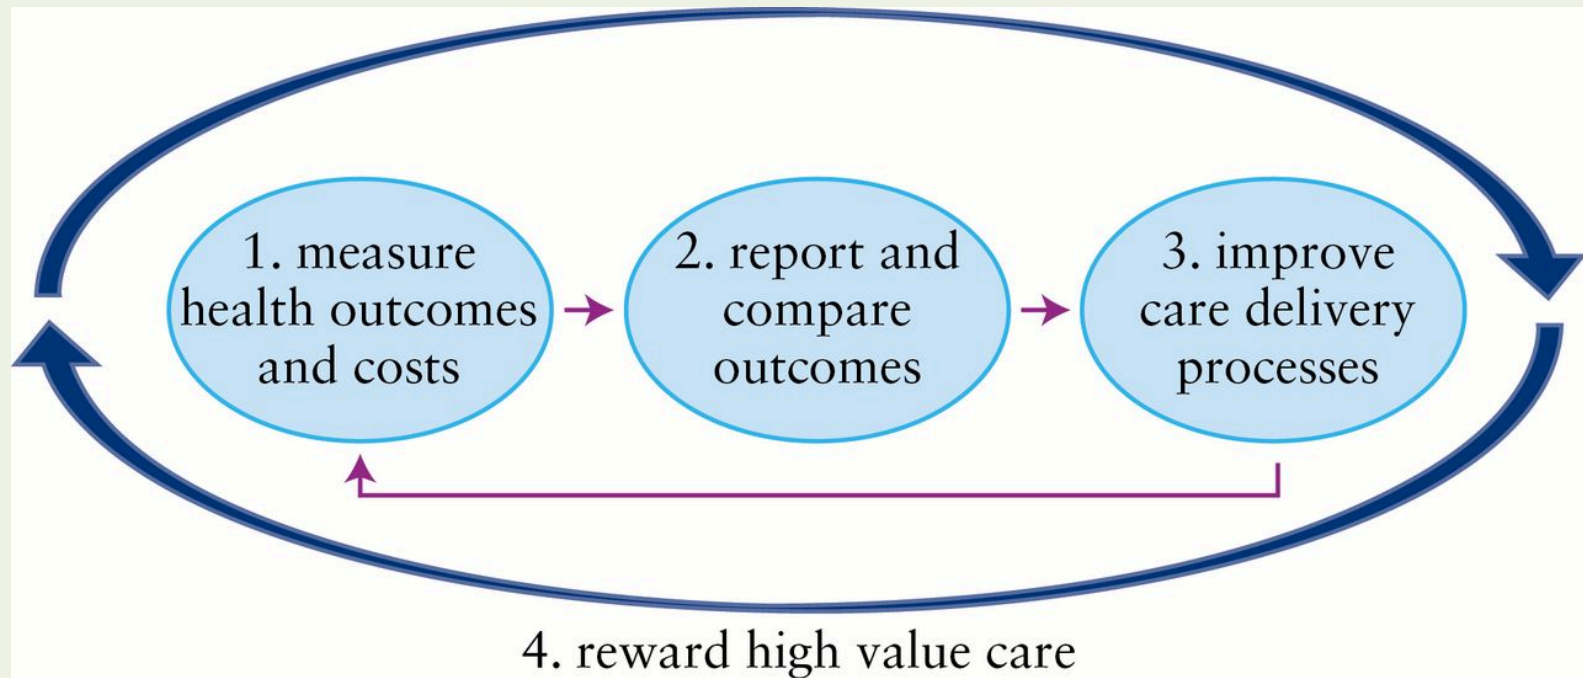 1. measure
health outcomes
and costs
2. report and
compare
outcomes
3. improve
care delivery
processes
4. reward high value care